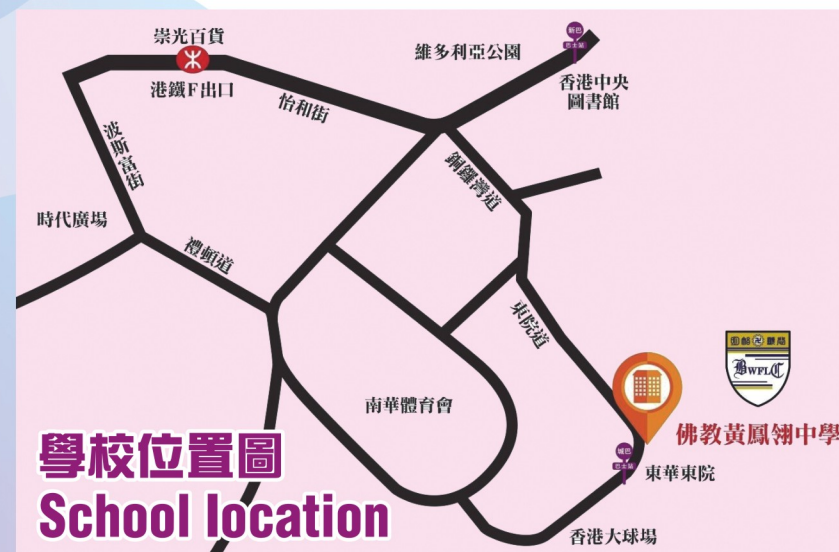 崇光百貨
港鐵F出口
怡和街
維多利亞公園
新巴
巴士站
香港中央
圖書館
波斯富街
銅鑼灣道
時代廣場
禮頓道
東院道
BWFLC
南華體育會
佛教黃鳳翎中學
城巴
巴士站
東華東院
學校位置圖
School location
香港大球場